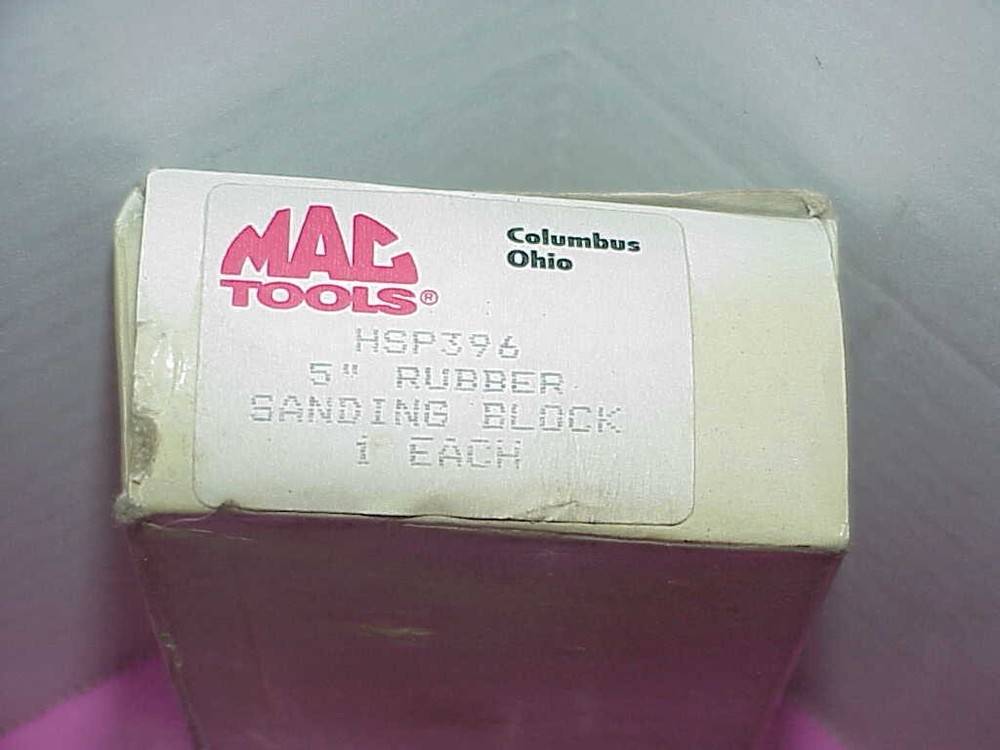 MAC
TOOLS®
Columbus
Ohio
HSP396
5" RUBBER
SANDING BLOCK
1 EACH